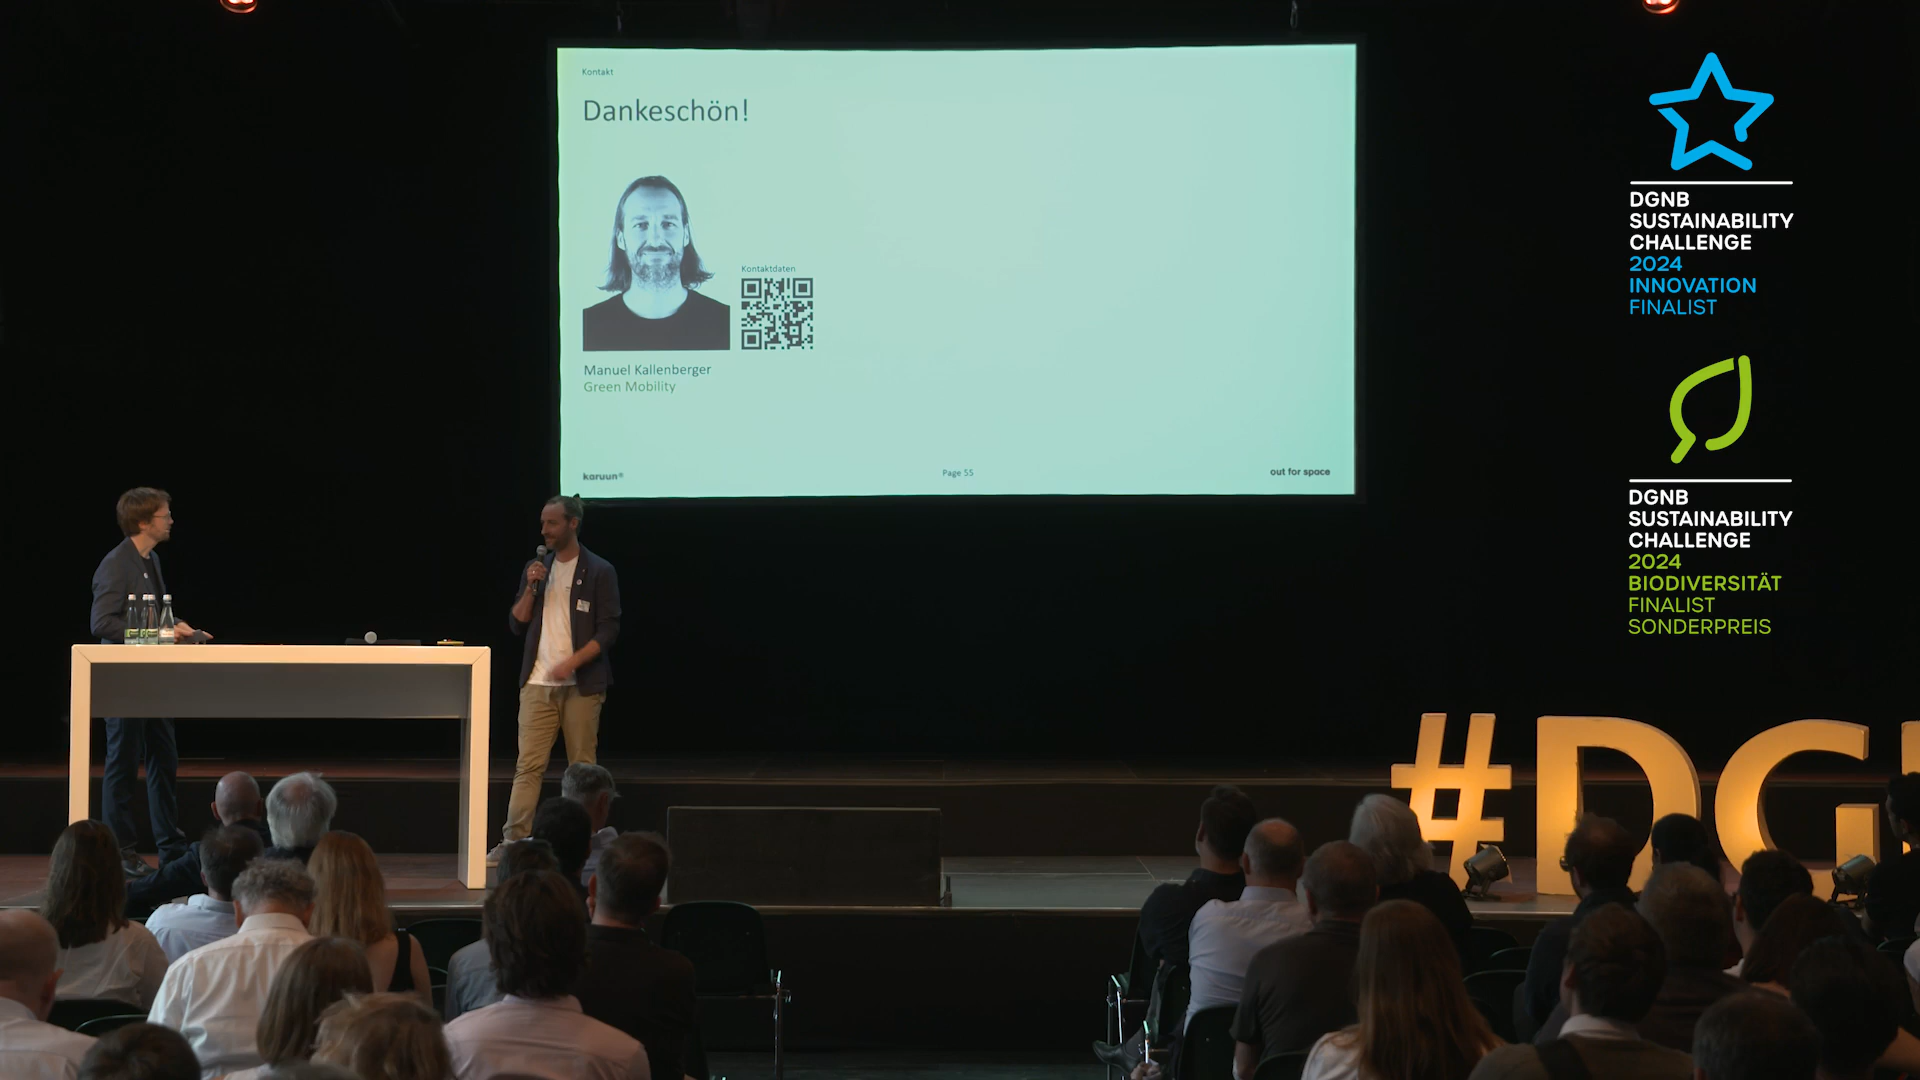 Kontakt
Dankeschön!
Kontaktdaten
Manuel Kallenberger
Green Mobility
karuun®
Page 55
out for space
DGNB
SUSTAINABILITY
CHALLENGE
2024
INNOVATION
FINALIST
DGNB
SUSTAINABILITY
CHALLENGE
2024
BIODIVERSITÄT
FINALIST
SONDERPREIS
#DG